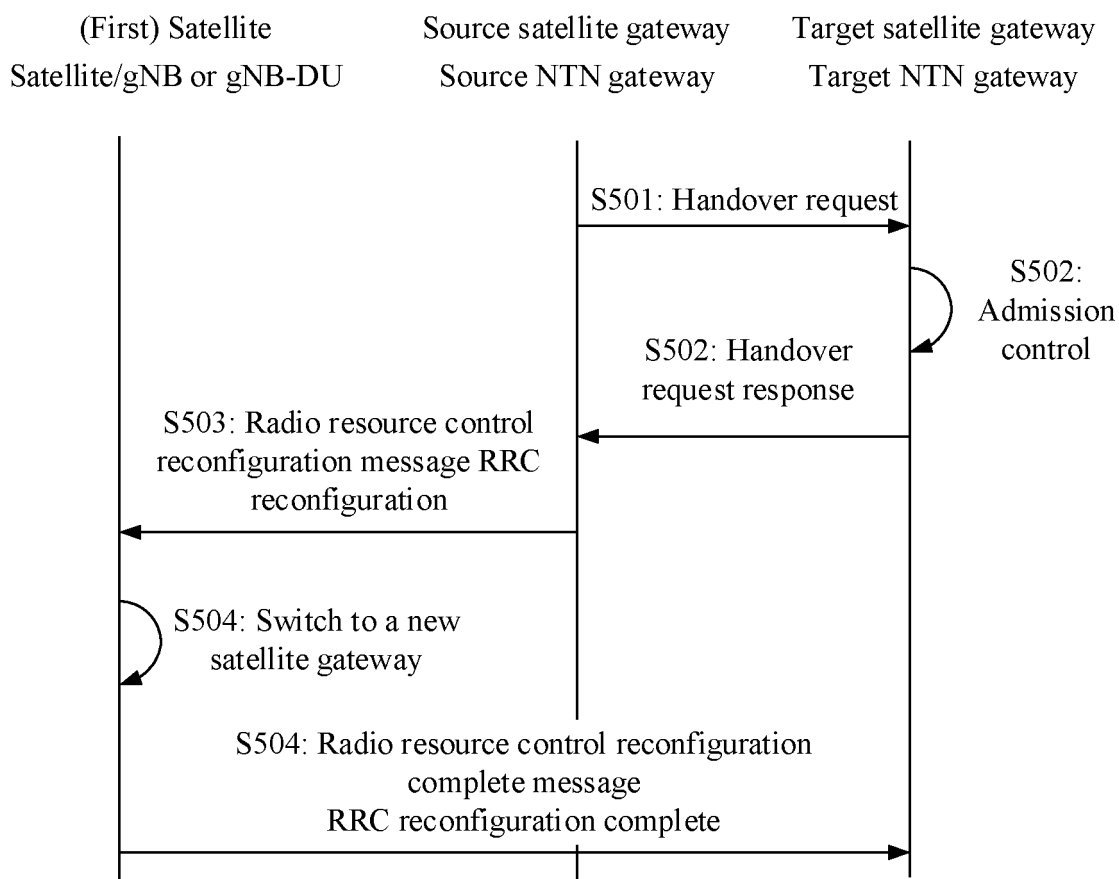 (First) Satellite
Satellite/gNB or gNB-DU
Source satellite gateway
Source NTN gateway
Target satellite gateway
Target NTN gateway
S501: Handover request
S502:
Admission
control
S502: Handover
request response
S503: Radio resource control
reconfiguration message RRC
reconfiguration
S504: Switch to a new
satellite gateway
S504: Radio resource control reconfiguration
complete message
RRC reconfiguration complete